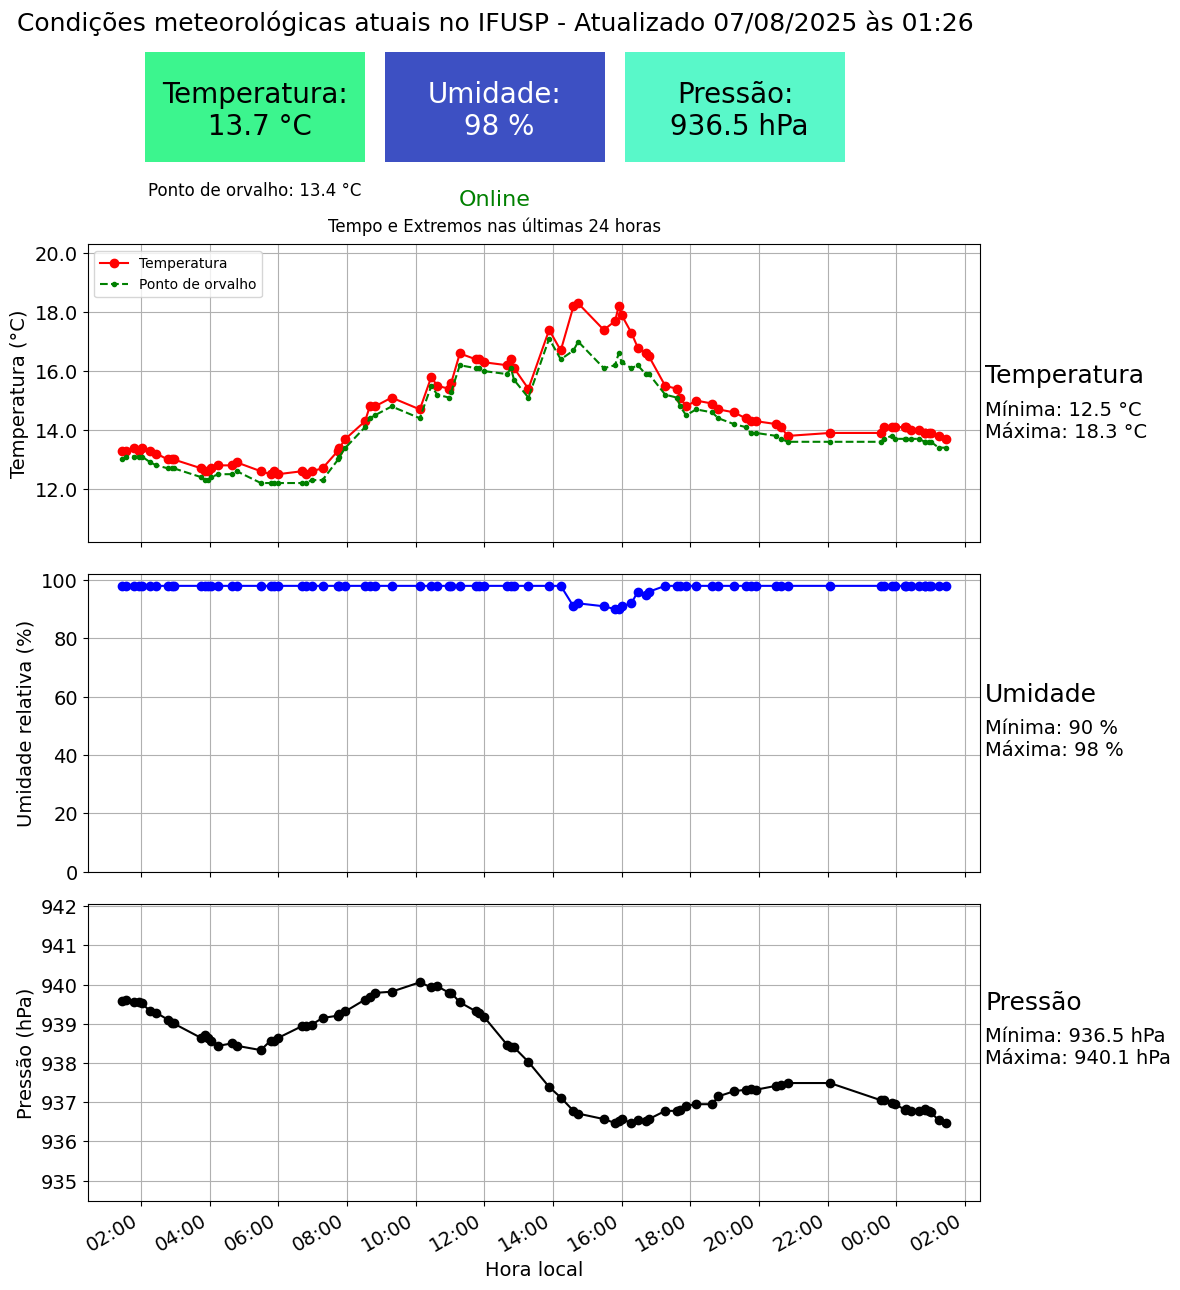 Condições meteorológicas atuais no IFUSP - Atualizado 07/08/2025 às 01:26
Temperatura:
13.7 °C
Umidade:
98 %
Pressão:
936.5 hPa
Ponto de orvalho: 13.4 °C
Online
Tempo e Extremos nas últimas 24 horas
Temperatura
Ponto de orvalho
Temperatura (°C)
20.0
18.0
16.0
14.0
12.0
Temperatura
Mínima: 12.5 °C
Máxima: 18.3 °C
Umidade relativa (%)
100
80
60
40
20
0
Umidade
Mínima: 90 %
Máxima: 98 %
Pressão (hPa)
942
941
940
939
938
937
936
935
Pressão
Mínima: 936.5 hPa
Máxima: 940.1 hPa
02:00 04:00 06:00 08:00 10:00 12:00 14:00 16:00 18:00 20:00 22:00 00:00 02:00
Hora local